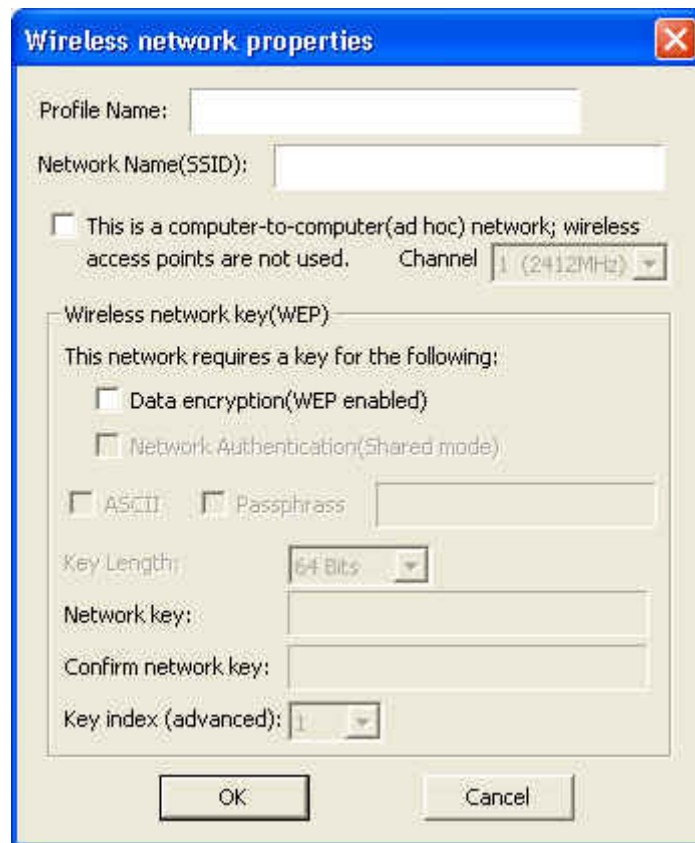 Wireless network properties
Profile Name:
Network Name(SSID):
This is a computer-to-computer(ad hoc) network; wireless
access points are not used. Channel 1 (2412MHz)
Wireless network key(WEP)
This network requires a key for the following:
Data encryption(WEP enabled)
Network Authentication(Shared mode)
ASCII Passphrass
Key Length: 64 Bits
Network key:
Confirm network key:
Key index (advanced): 1
OK Cancel